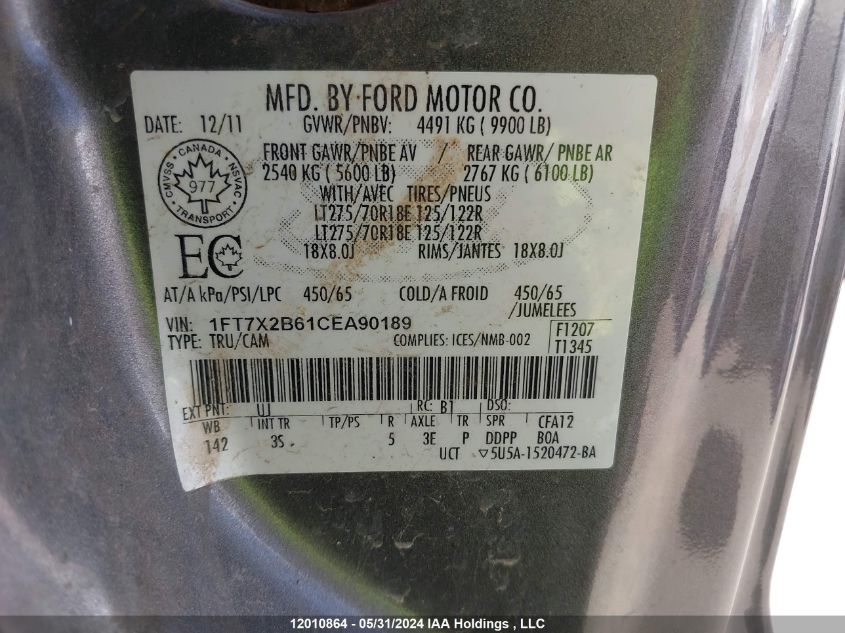 MFD. BY FORD MOTOR CO.
DATE: 12/11 GVWR/PNBV: 4491 KG ( 9900 LB)
FRONT GAWR/PNBE AV / REAR GAWR/ PNBE AR
2540 KG ( 5600 LB) 2767 KG ( 6100 LB)
WITH/AVEC TIRES/PNEUS
LT275/70R18E 125/122R
LT275/70R18E 125/122R
18X8.0J RIMS/JANTES 18X8.0J
CANADA
CMVSS 977 NSVAC
TRANSPORT
EC
AT/A kPa/PSI/LPC 450/65 COLD/A FROID 450/65
/JUMELEES
VIN: 1FT7X2B61CEA90189 F1207
TYPE: TRU/CAM COMPLIES: ICES/NMB-002 T1345
EXT PNT: UJ RC: B1 DSO:
WB INT TR TP/PS R AXLE TR SPR CFA12
142 3S 5 3E P DDPP BOA
UCT ▽5U5A-1520472-BA
12010864 - 05/31/2024 IAA Holdings , LLC